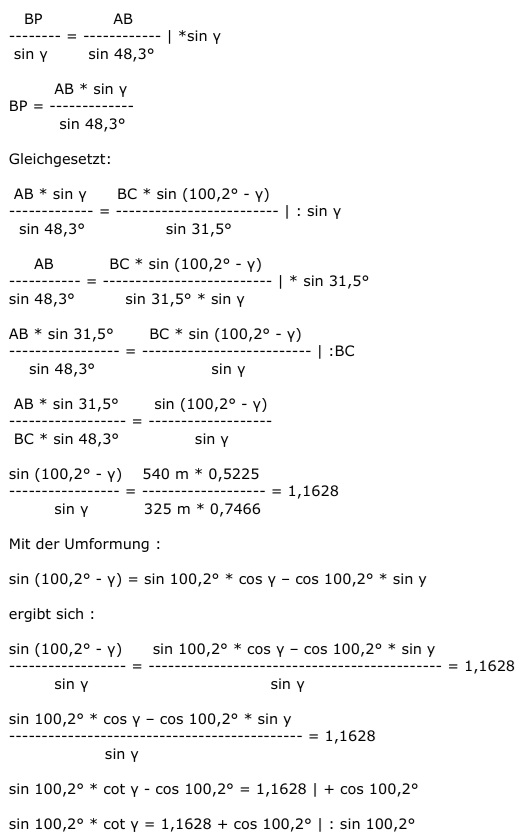 BP AB
-------- = ------------ | *sin γ
sin γ sin 48,3°
AB * sin γ
BP = -------------
sin 48,3°
Gleichgesetzt:
AB * sin γ BC * sin (100,2° - γ)
------------- = ------------------------- | : sin γ
sin 48,3° sin 31,5°
AB BC * sin (100,2° - γ)
----------- = -------------------------- | * sin 31,5°
sin 48,3° sin 31,5° * sin γ
AB * sin 31,5° BC * sin (100,2° - γ)
----------------- = -------------------------- | :BC
sin 48,3° sin γ
AB * sin 31,5° sin (100,2° - γ)
------------------ = -------------------
BC * sin 48,3° sin γ
sin (100,2° - γ) 540 m * 0,5225
----------------- = ------------------- = 1,1628
sin γ 325 m * 0,7466
Mit der Umformung :
sin (100,2° - γ) = sin 100,2° * cos γ – cos 100,2° * sin γ
ergibt sich :
sin (100,2° - γ) sin 100,2° * cos γ – cos 100,2° * sin γ
------------------ = --------------------------------------------- = 1,1628
sin γ sin γ
sin 100,2° * cos γ – cos 100,2° * sin γ
--------------------------------------------- = 1,1628
sin γ
sin 100,2° * cot γ - cos 100,2° = 1,1628 | + cos 100,2°
sin 100,2° * cot γ = 1,1628 + cos 100,2° | : sin 100,2°